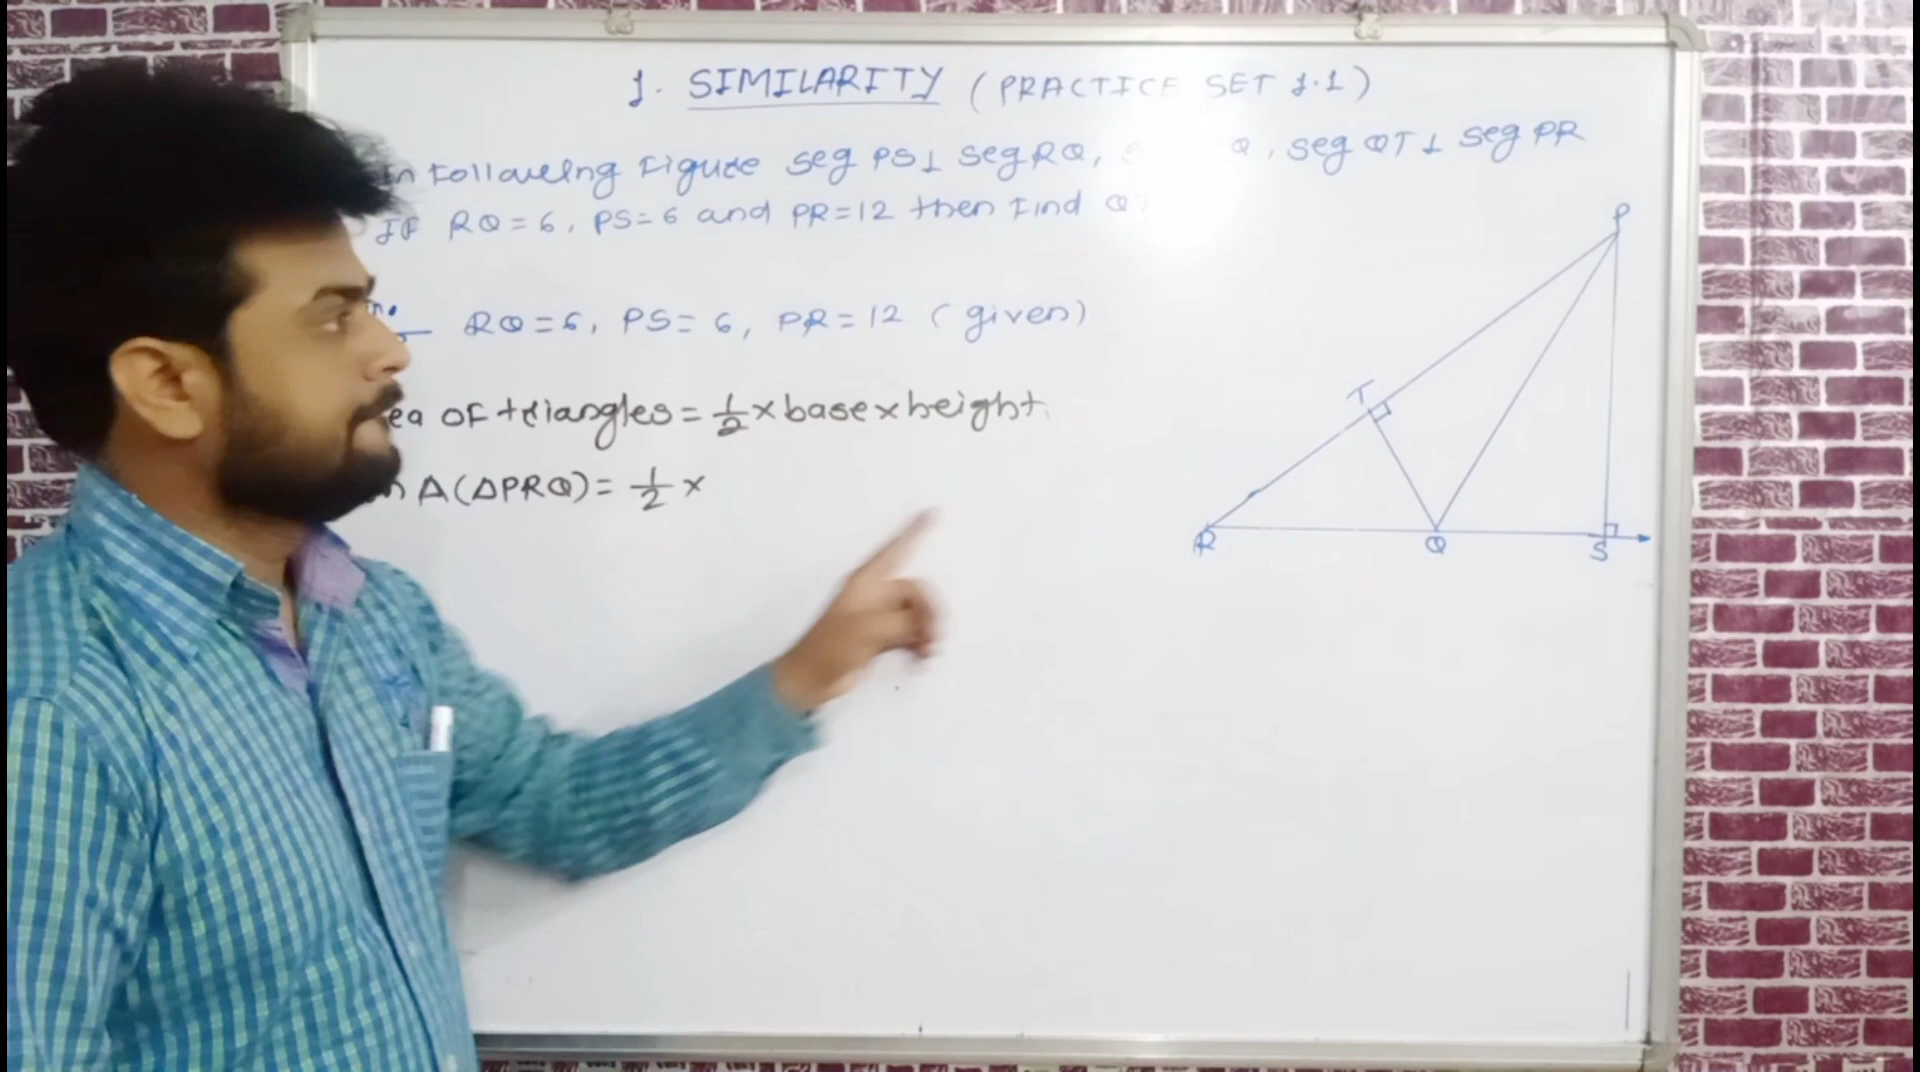 1. SIMILARITY (PRACTICE SET 1.1)
In Following Figure seg PS⊥ seg RQ, Q, seg QT⊥ seg PR
IF RQ=6, PS=6 and PR=12 then Find Q
RQ=6, PS=6, PR=12 (given)
ea OF triangles = 1/2 × base × height
A(ΔPRQ) = 1/2 ×
P
T
R
Q
S